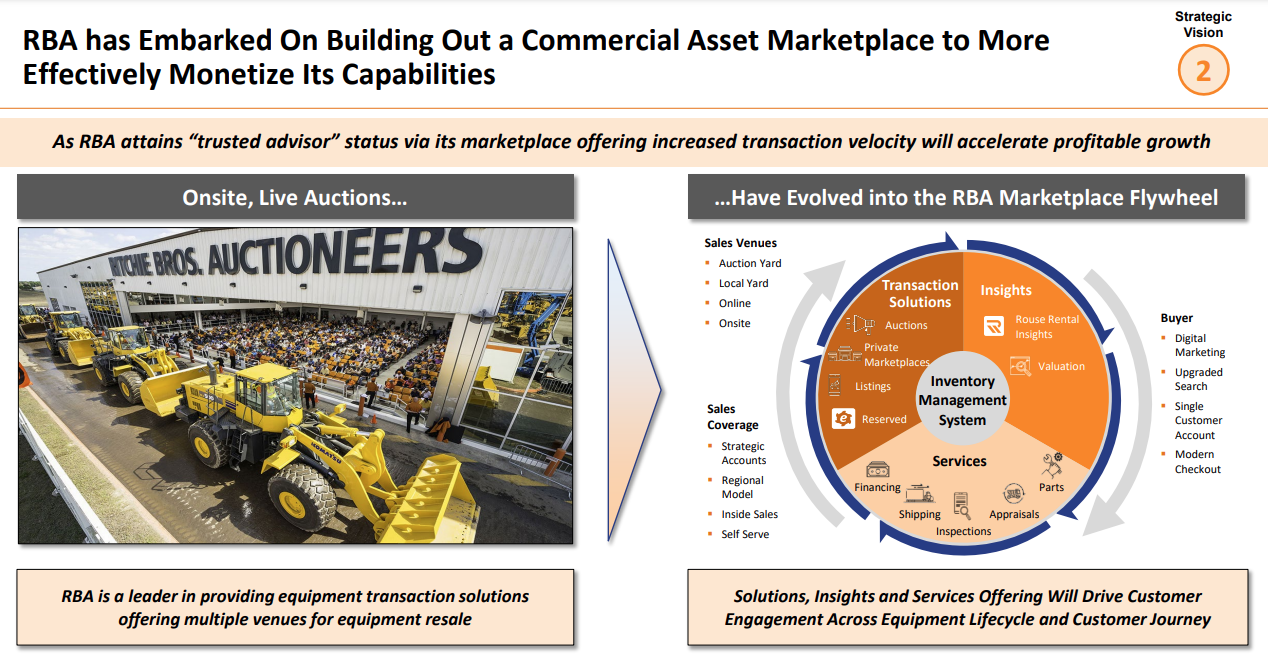 RBA has Embarked On Building Out a Commercial Asset Marketplace to More
Effectively Monetize Its Capabilities
Strategic
Vision
2
As RBA attains “trusted advisor” status via its marketplace offering increased transaction velocity will accelerate profitable growth
Onsite, Live Auctions…
RITCHIE BROS. AUCTIONEERS
KOMATSU
RBA is a leader in providing equipment transaction solutions
offering multiple venues for equipment resale
…Have Evolved into the RBA Marketplace Flywheel
Sales Venues
Auction Yard
Local Yard
Online
Onsite
Sales
Coverage
Strategic
Accounts
Regional
Model
Inside Sales
Self Serve
Transaction
Solutions
Auctions
Private
Marketplaces
Listings
Reserved
Insights
Rouse Rental
Insights
Valuation
Inventory
Management
System
Services
Financing
Shipping
Inspections
Appraisals
Parts
Buyer
Digital
Marketing
Upgraded
Search
Single
Customer
Account
Modern
Checkout
Solutions, Insights and Services Offering Will Drive Customer
Engagement Across Equipment Lifecycle and Customer Journey